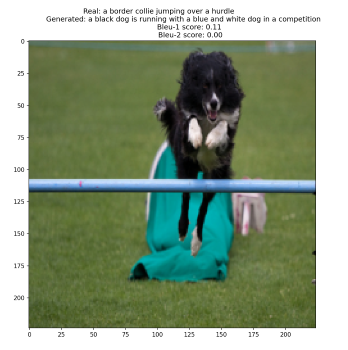 Real: a border collie jumping over a hurdle
Generated: a black dog is running with a blue and white dog in a competition
Bleu-1 score: 0.11
Bleu-2 score: 0.00
0
25
50
75
100
125
150
175
200
0 25 50 75 100 125 150 175 200